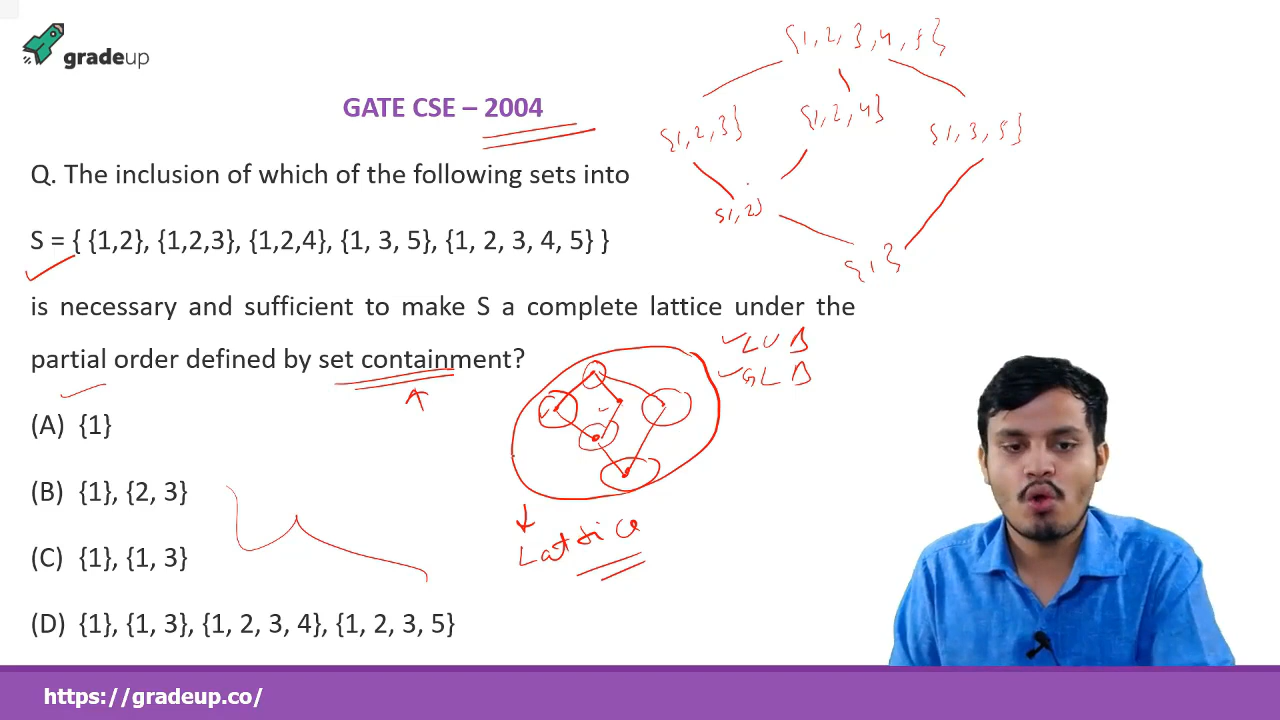 gradeup
GATE CSE – 2004
Q. The inclusion of which of the following sets into
S = { {1,2}, {1,2,3}, {1,2,4}, {1, 3, 5}, {1, 2, 3, 4, 5} }
is necessary and sufficient to make S a complete lattice under the
partial order defined by set containment?
(A) {1}
(B) {1}, {2, 3}
(C) {1}, {1, 3}
(D) {1}, {1, 3}, {1, 2, 3, 4}, {1, 2, 3, 5}
{1, 2, 3, 4, 5}
{1, 2, 3} {1, 2, 4} {1, 3, 5}
{1, 2}
{1}
LUB
GLB
Lattice
https://gradeup.co/